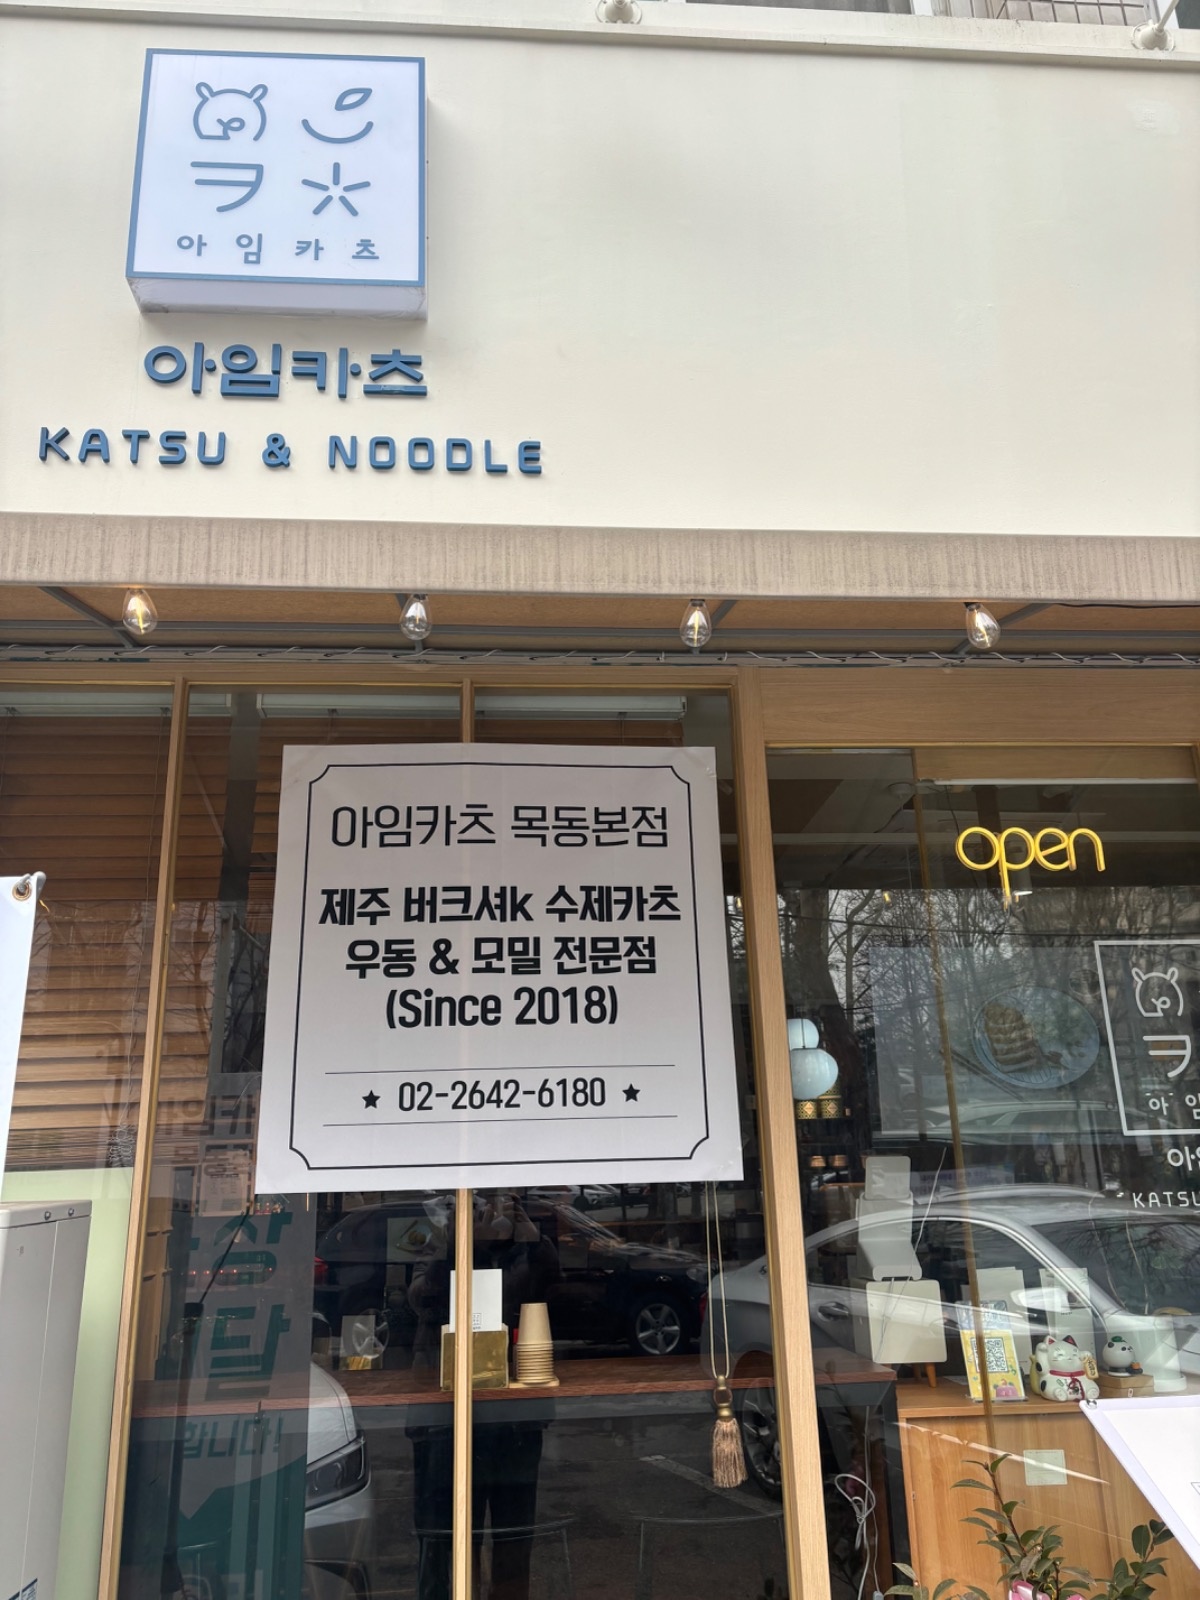 아임카츠
아임카츠
KATSU & NOODLE
아임카츠 목동본점
제주 버크셔k 수제카츠
우동 & 모밀 전문점
(Since 2018)
★ 02-2642-6180 ★
open